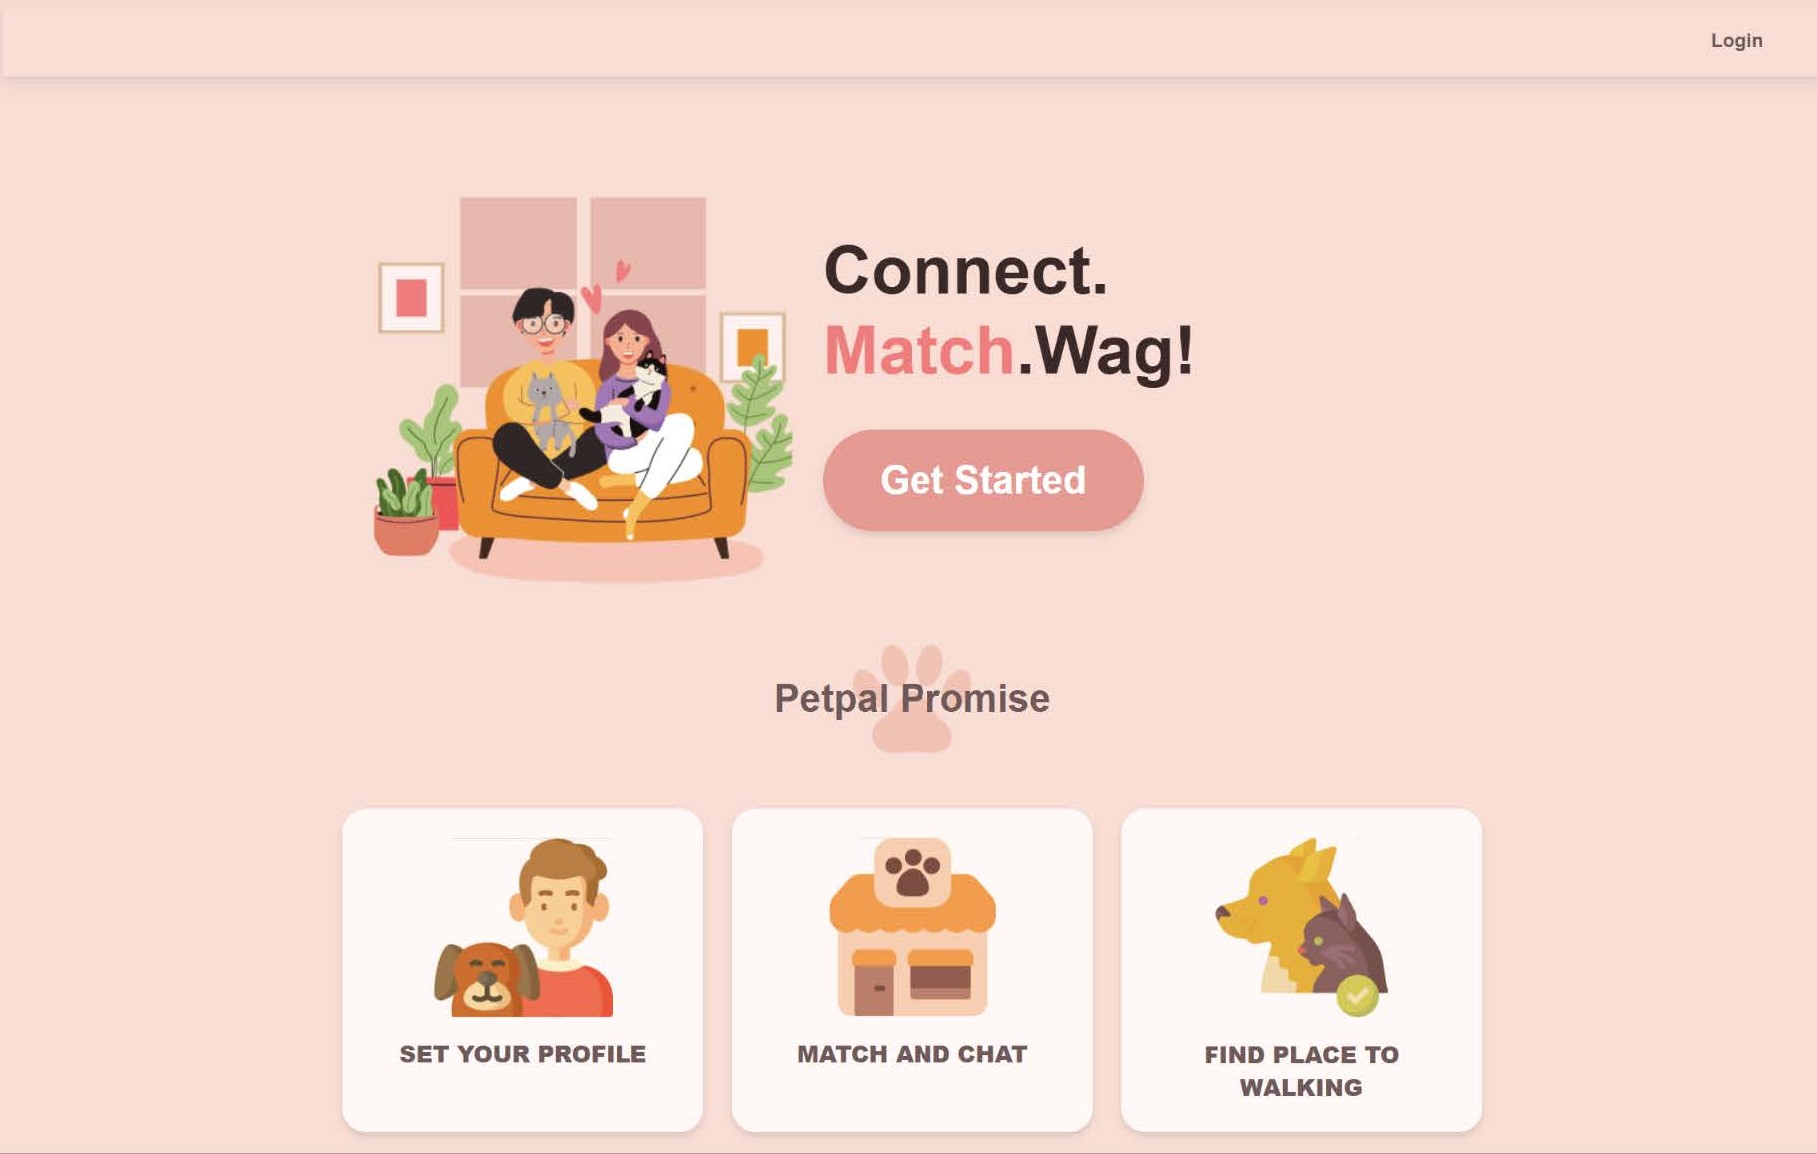 Login
Connect.
Match.Wag!
Get Started
Petpal Promise
SET YOUR PROFILE
MATCH AND CHAT
FIND PLACE TO
WALKING